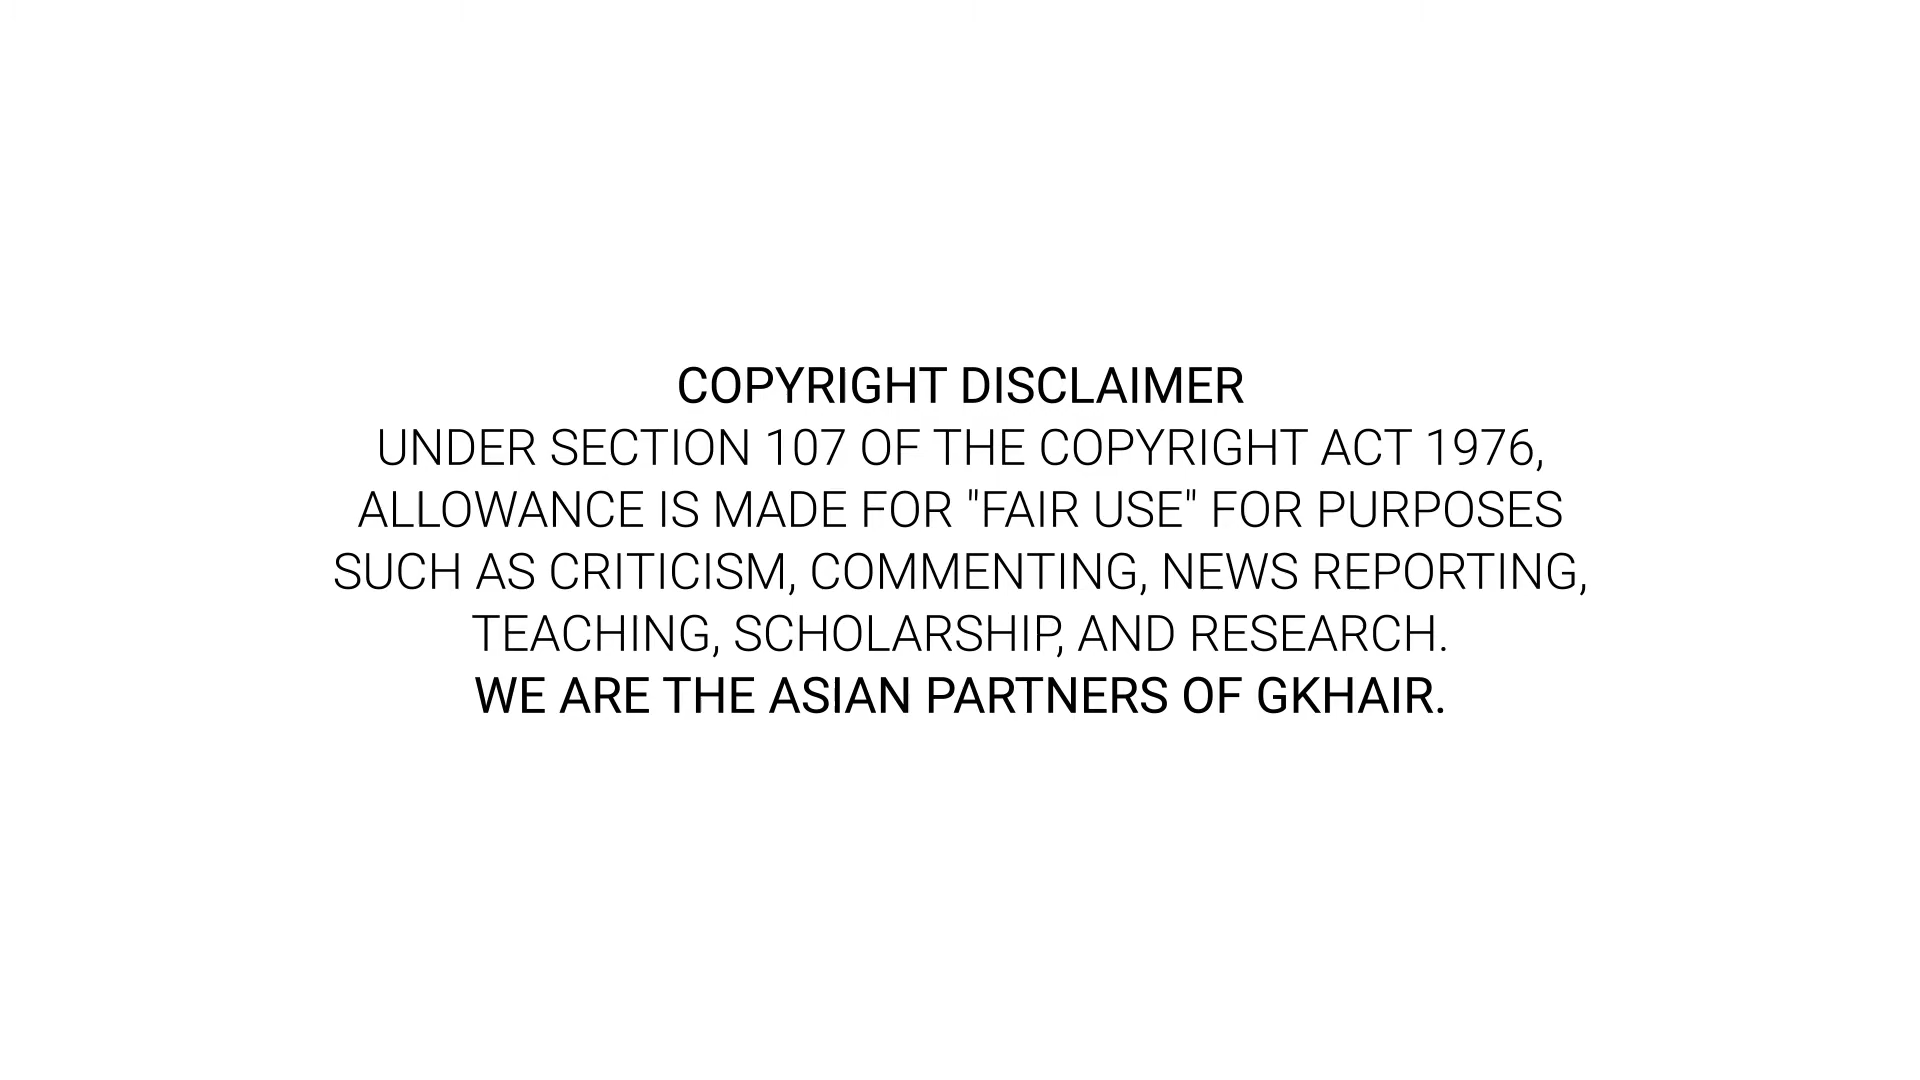 COPYRIGHT DISCLAIMER
UNDER SECTION 107 OF THE COPYRIGHT ACT 1976,
ALLOWANCE IS MADE FOR "FAIR USE" FOR PURPOSES
SUCH AS CRITICISM, COMMENTING, NEWS REPORTING,
TEACHING, SCHOLARSHIP, AND RESEARCH.
WE ARE THE ASIAN PARTNERS OF GKHAIR.